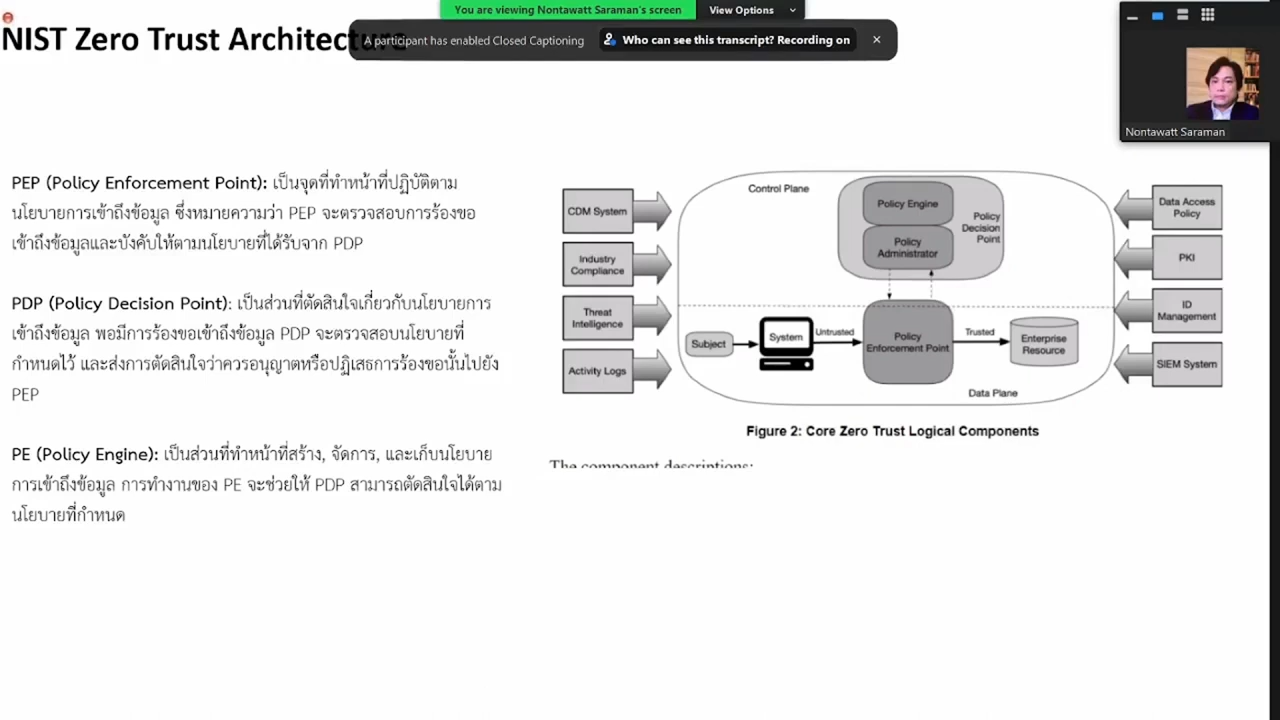 You are viewing Nontawatt Saraman's screen
View Options
A participant has enabled Closed Captioning
Who can see this transcript? Recording on
NIST Zero Trust Architecture
Nontawatt Saraman
PEP (Policy Enforcement Point): เป็นจุดที่ทำหน้าที่ปฏิบัติตาม
นโยบายการเข้าถึงข้อมูล ซึ่งหมายความว่า PEP จะตรวจสอบการร้องขอ
เข้าถึงข้อมูลและบังคับให้ตามนโยบายที่ได้รับจาก PDP
PDP (Policy Decision Point): เป็นส่วนที่ตัดสินใจเกี่ยวกับนโยบายการ
เข้าถึงข้อมูล พอมีการร้องขอเข้าถึงข้อมูล PDP จะตรวจสอบนโยบายที่
กำหนดไว้ และส่งการตัดสินใจว่าควรอนุญาตหรือปฏิเสธการร้องขอนั้นไปยัง
PEP
PE (Policy Engine): เป็นส่วนที่ทำหน้าที่สร้าง, จัดการ, และเก็บนโยบาย
การเข้าถึงข้อมูล การทำงานของ PE จะช่วยให้ PDP สามารถตัดสินใจได้ตาม
นโยบายที่กำหนด
CDM System
Industry
Compliance
Threat
Intelligence
Activity Logs
Control Plane
Policy Engine
Policy
Administrator
Policy
Decision
Point
Subject
System
Untrusted
Policy
Enforcement Point
Trusted
Enterprise
Resource
Data Plane
Data Access
Policy
PKI
ID
Management
SIEM System
Figure 2: Core Zero Trust Logical Components
The component descriptions: